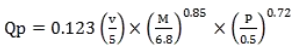 Qp = 0.123 (v/5) × (M/6.8)^0.85 × (P/0.5)^0.72